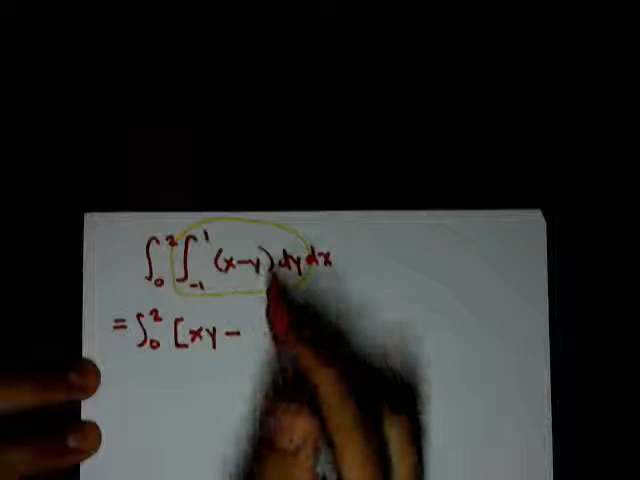 ∫₀² ∫₋₁¹ (x-y) dy dx
= ∫₀² [xy -